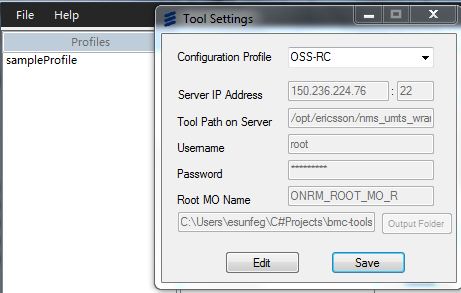 File Help
Tool Settings
Profiles
sampleProfile
Configuration Profile OSS-RC
Server IP Address 150.236.224.76 : 22
Tool Path on Server /opt/ericsson/nms_umts_wran
Username root
Password *********
Root MO Name ONRM_ROOT_MO_R
C:\Users\esunfeg\C#Projects\bmc-tools Output Folder
Edit Save